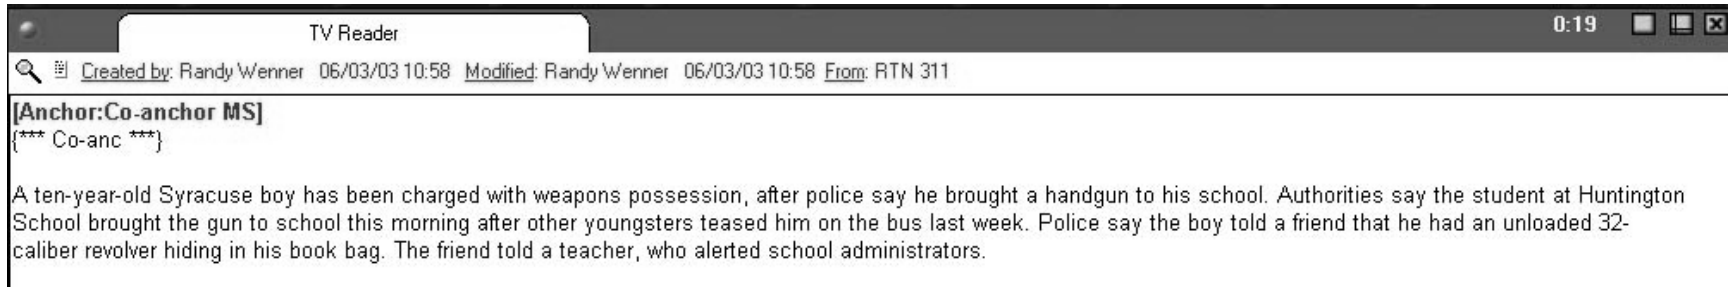 TV Reader 0:19
Created by: Randy Wenner 06/03/03 10:58 Modified: Randy Wenner 06/03/03 10:58 From: RTN 311
[Anchor:Co-anchor MS]
{*** Co-anc ***}
A ten-year-old Syracuse boy has been charged with weapons possession, after police say he brought a handgun to his school. Authorities say the student at Huntington
School brought the gun to school this morning after other youngsters teased him on the bus last week. Police say the boy told a friend that he had an unloaded 32-
caliber revolver hiding in his book bag. The friend told a teacher, who alerted school administrators.